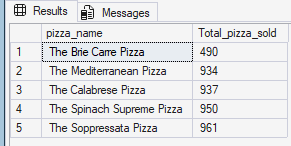 Results Messages
pizza_name Total_pizza_sold
1 The Brie Carre Pizza 490
2 The Mediterranean Pizza 934
3 The Calabrese Pizza 937
4 The Spinach Supreme Pizza 950
5 The Soppressata Pizza 961